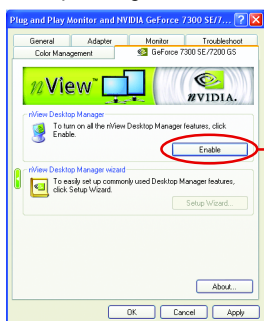 Plug and Play Monitor and NVIDIA GeForce 7300 SE/7...
General Adapter Monitor Troubleshoot
Color Management GeForce 7300 SE/7200 GS
nView™
NVIDIA.
nView Desktop Manager
To turn on all the nView Desktop Manager features, click
Enable.
Enable
nView Desktop Manager wizard
To easily set up commonly used Desktop Manager features,
click Setup Wizard.
Setup Wizard...
About...
OK Cancel Apply